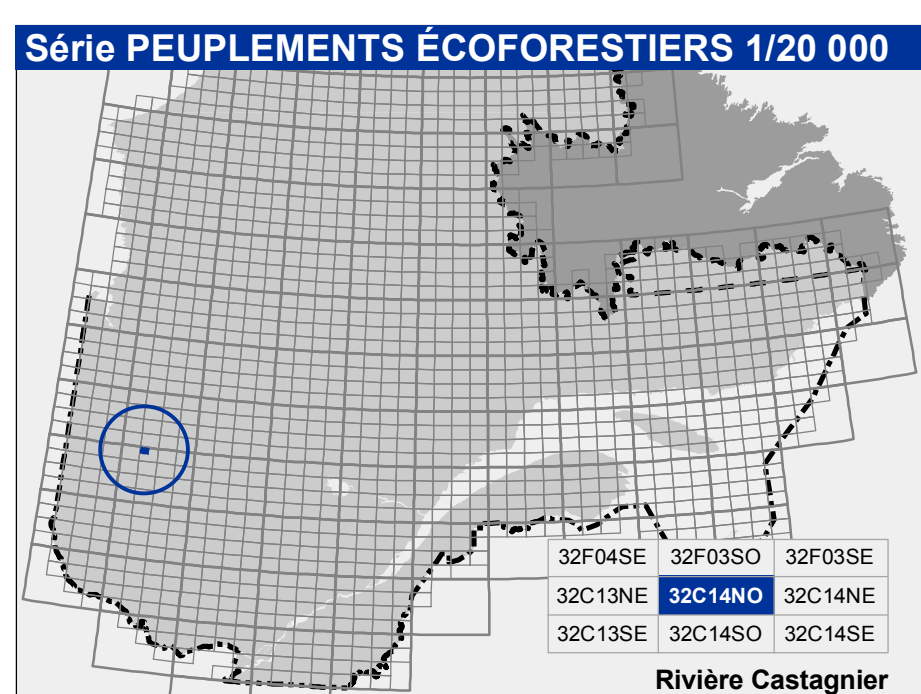 Série PEUPLEMENTS ÉCOFORESTIERS 1/20 000
32F04SE 32F03SO 32F03SE
32C13NE 32C14NO 32C14NE
32C13SE 32C14SO 32C14SE
Rivière Castagnier